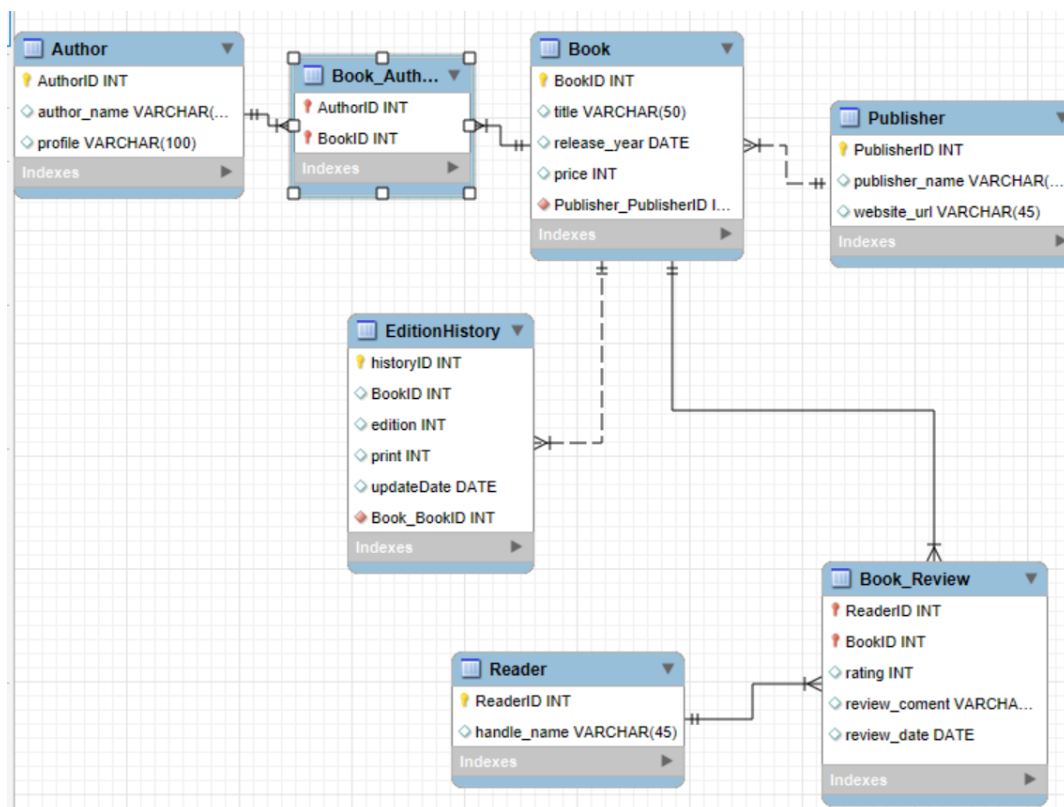 Author
AuthorID INT
author_name VARCHAR(...
profile VARCHAR(100)
Indexes
Book_Auth...
AuthorID INT
BookID INT
Indexes
Book
BookID INT
title VARCHAR(50)
release_year DATE
price INT
Publisher_PublisherID I...
Indexes
Publisher
PublisherID INT
publisher_name VARCHAR(...
website_url VARCHAR(45)
Indexes
EditionHistory
historyID INT
BookID INT
edition INT
print INT
updateDate DATE
Book_BookID INT
Indexes
Book_Review
ReaderID INT
BookID INT
rating INT
review_coment VARCHA...
review_date DATE
Indexes
Reader
ReaderID INT
handle_name VARCHAR(45)
Indexes